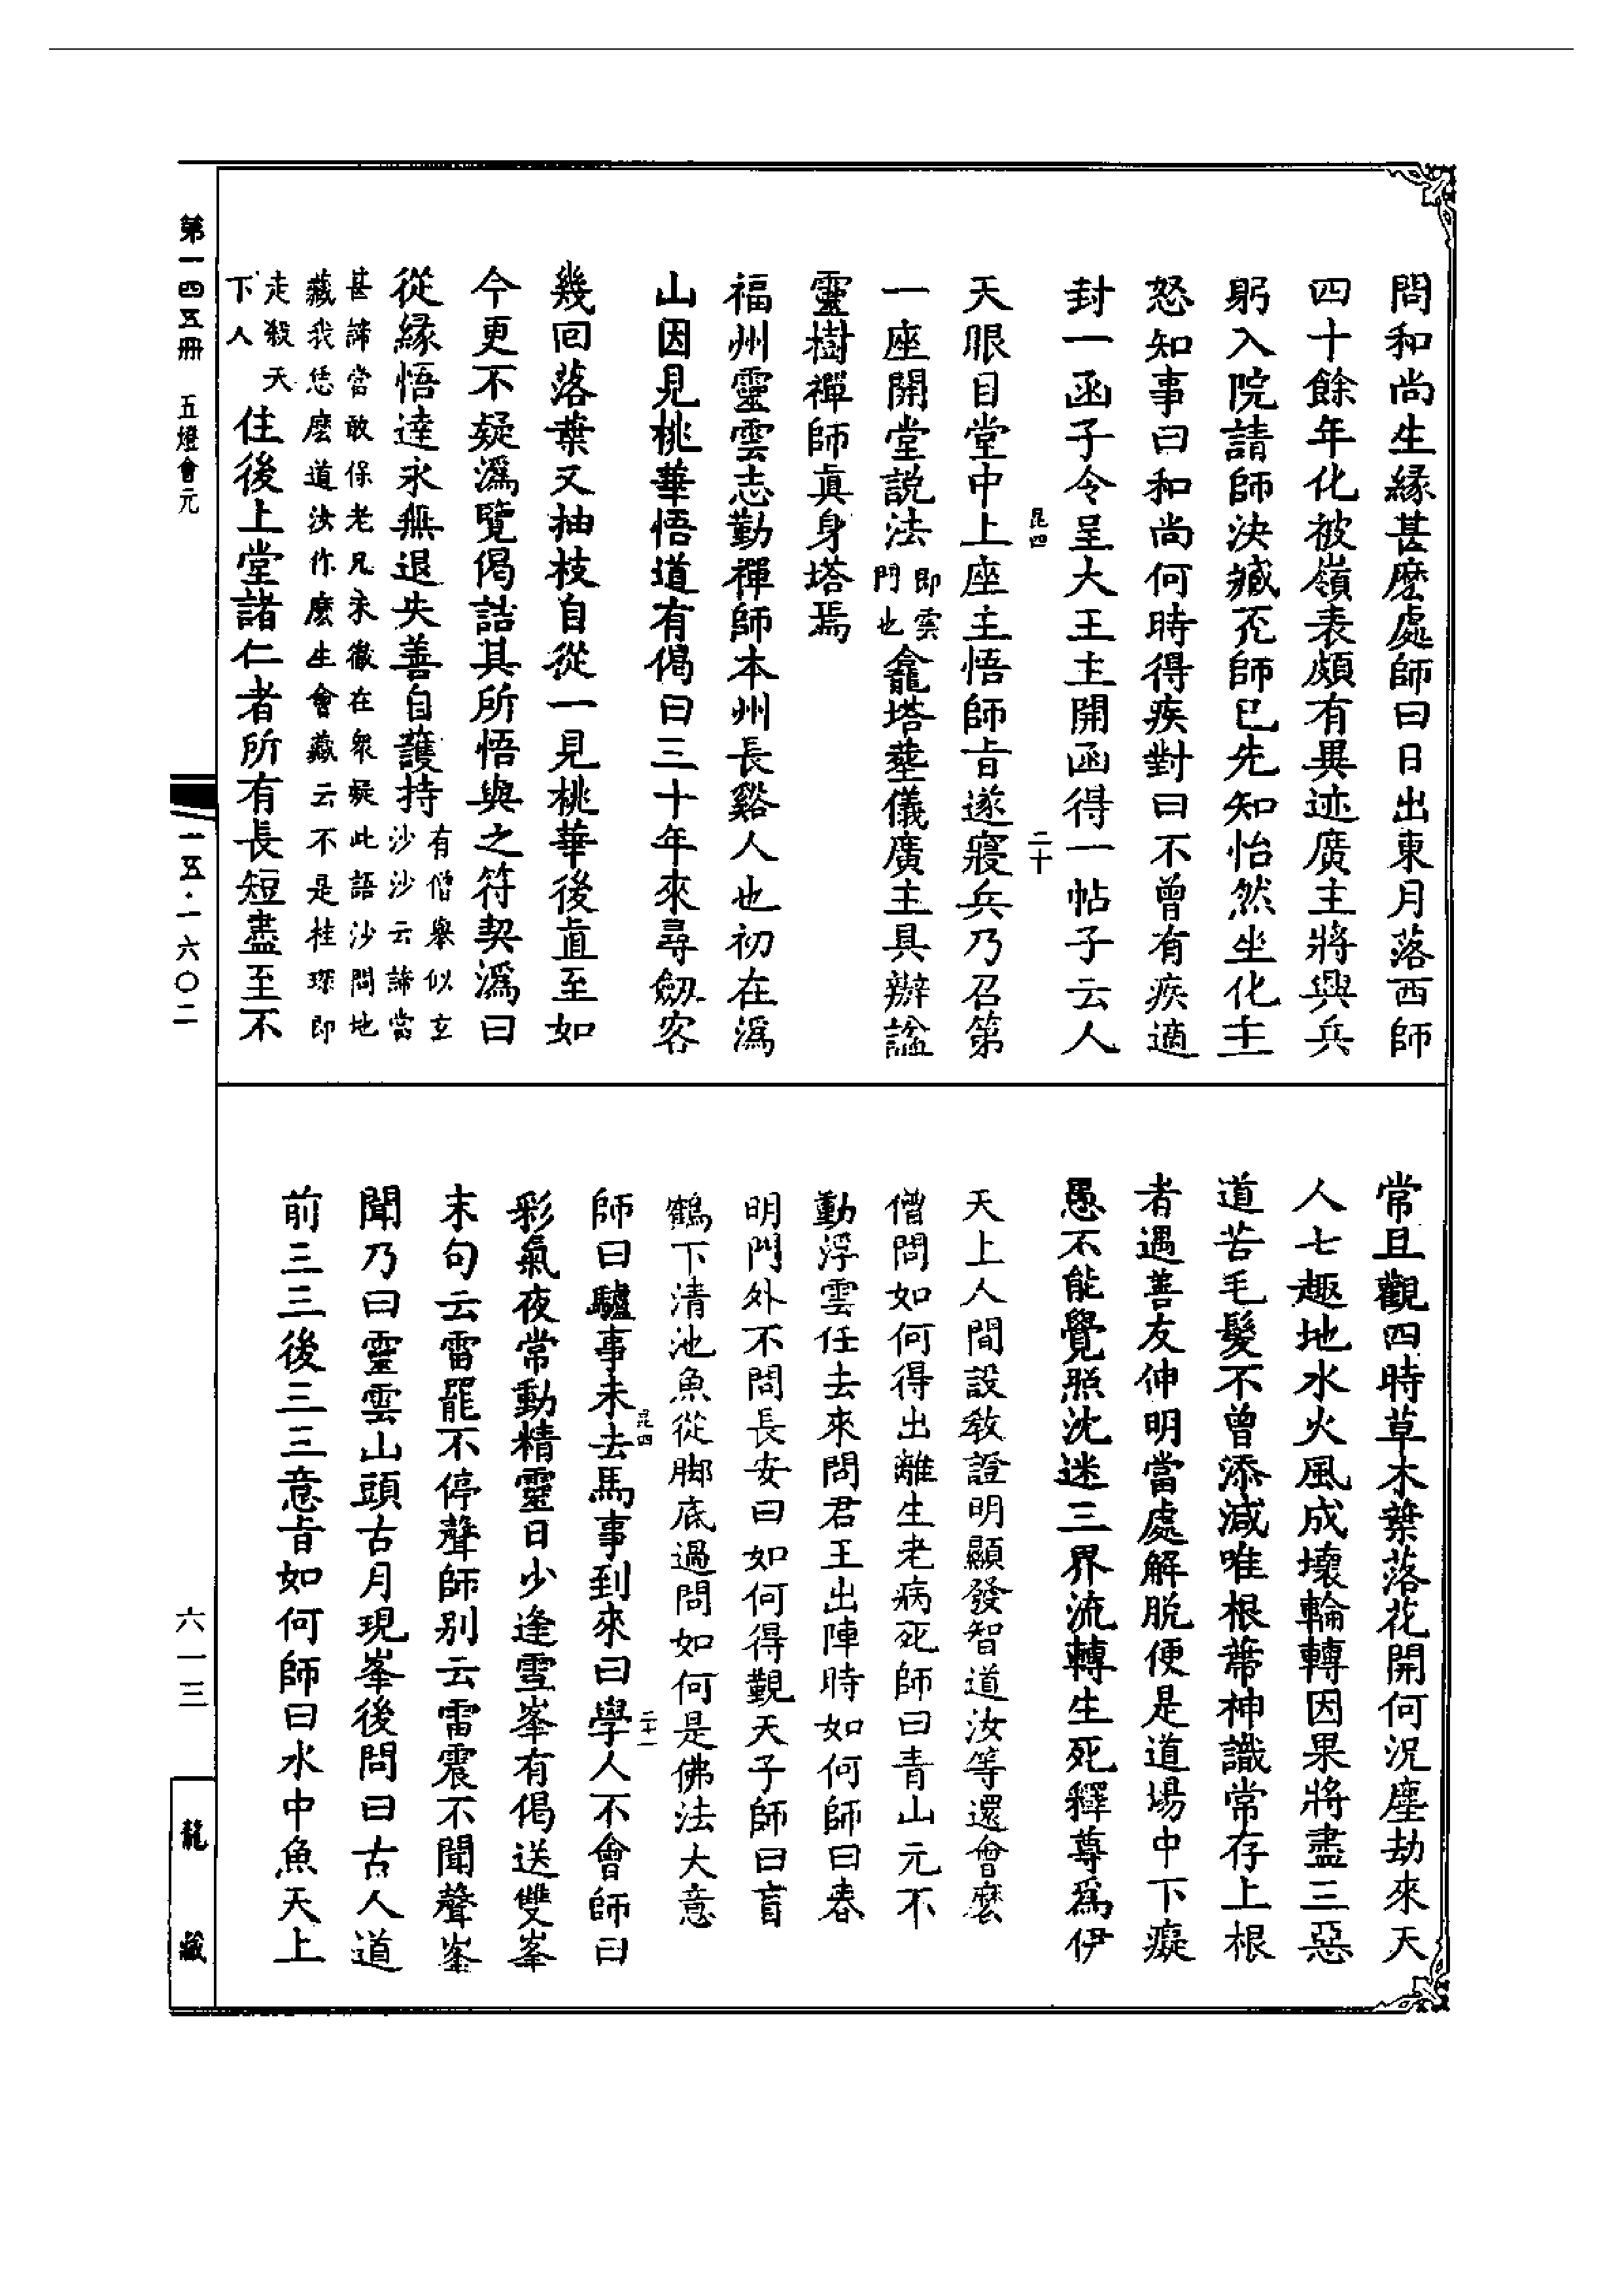 問和尚生緣甚麽處師曰日出東月落西師
四十餘年化被嶺表頗有異迹廣主將興兵
躬入院請師決臧否師已先知怡然坐化主
怒知事曰和尚何時得疾對曰不曾有疾適
封一函子令呈大王主開函得一帖子云人
昆四
二十
天眼目堂中上座主悟師旨遂寢兵乃召第
一座開堂說法即雲門也龕塔葬儀廣主具辦諡
靈樹禪師眞身塔焉
福州靈雲志勤禪師本州長谿人也初在潙
山因見桃華悟道有偈曰三十年來尋劔客
幾回落葉又抽枝自從一見桃華後直至如
今更不疑潙覽偈詰其所悟與之符契潙曰
從緣悟達永無退失善自護持有僧舉似玄沙沙云諦當
甚諦當敢保老兄未徹在衆疑此語沙問地
藏我恁麽道汝作麽生會藏云不是桂琛即
走殺天下人住後上堂諸仁者所有長短盡至不
常且觀四時草木葉落花開何況塵劫來天
人七趣地水火風成壞輪轉因果將盡三惡
道苦毛髮不曾添減唯根蔕神識常存上根
者遇善友伸明當處解脫便是道場中下癡
愚不能覺照沈迷三界流轉生死釋尊爲伊
天上人間設教證明顯發智道汝等還會麽
僧問如何得出離生老病死師曰青山元不
動浮雲任去來問君王出陣時如何師曰春
明門外不問長安曰如何得覲天子師曰盲
鶴下清池魚從脚底過問如何是佛法大意
昆四
二十一
師曰驢事未去馬事到來曰學人不會師曰
彩氣夜常動精靈日少逢雪峯有偈送雙峯
末句云雷罷不停聲師別云雷震不聞聲峯
聞乃曰靈雲山頭古月現峯後問曰古人道
前三三後三三意旨如何師曰水中魚天上
第一四五冊 五燈會元
一五·一六〇二
六一三
龍藏